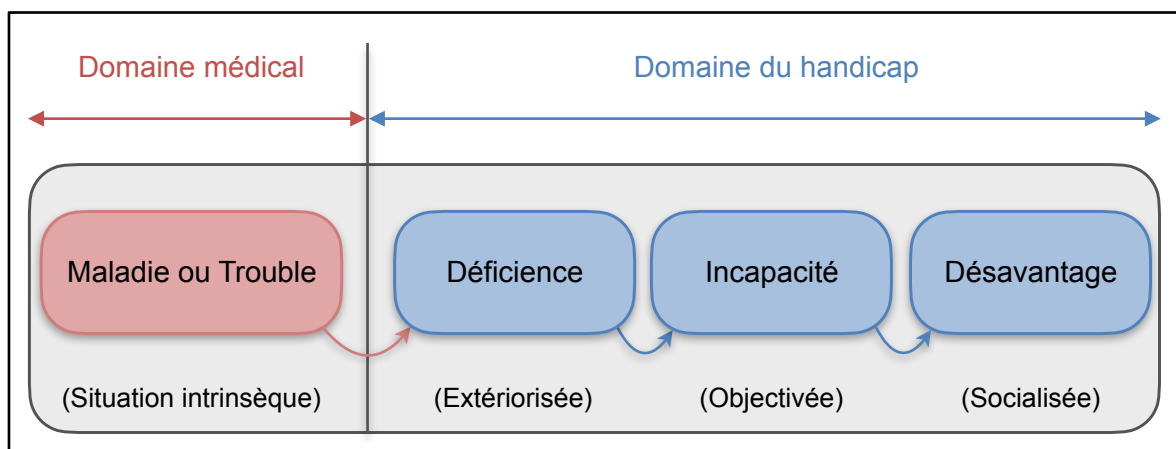 Domaine médical
Domaine du handicap
Maladie ou Trouble
Déficience
Incapacité
Désavantage
(Situation intrinsèque)
(Extériorisée)
(Objectivée)
(Socialisée)